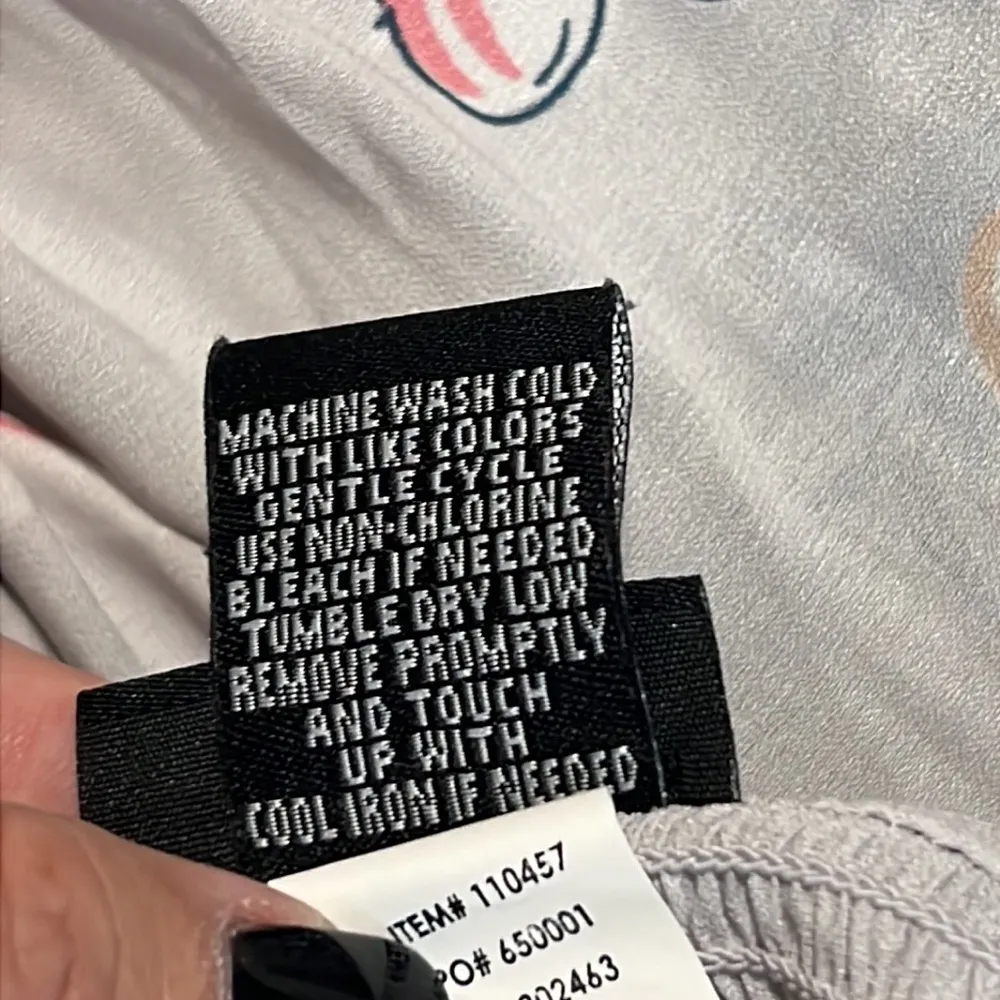 MACHINE WASH COLD
WITH LIKE COLORS
GENTLE CYCLE
USE NON-CHLORINE
BLEACH IF NEEDED
TUMBLE DRY LOW
REMOVE PROMPTLY
AND TOUCH
UP WITH
COOL IRON IF NEEDED
ITEM# 110457
PO# 650001